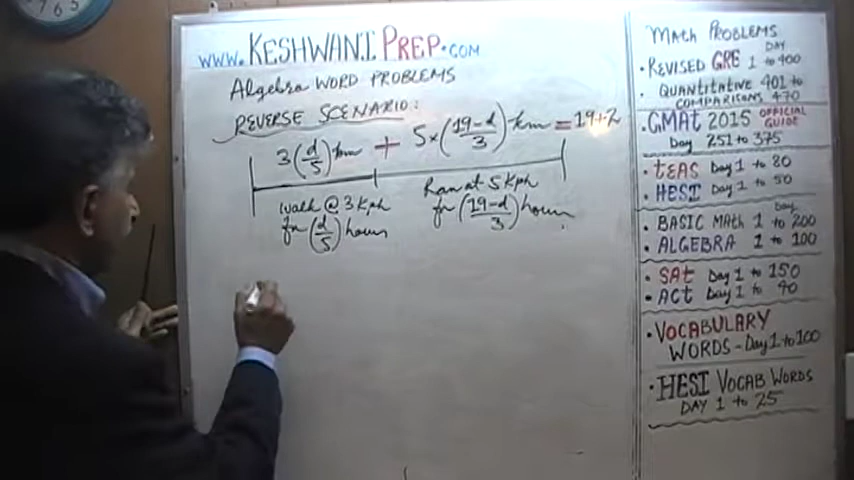 www.KESHWANIPREP.COM
Algebra WORD PROBLEMS
REVERSE SCENARIO:
3(d/5) km + 5×((19-d)/3) km = 19+2
walk @ 3 Kph
for (d/5) hours
Ran at 5 Kph
for ((19-d)/3) hours
MATH PROBLEMS
DAY
• REVISED GRE 1 to 400
• QUANTITATIVE 401 to
COMPARISONS 470
• GMAT 2015 OFFICIAL GUIDE
Day 251 to 375
• TEAS Day 1 to 80
• HESI Day 1 to 50
Day
• BASIC MATH 1 to 200
• ALGEBRA 1 to 100
• SAT Day 1 to 150
• ACT Day 1 to 90
• VOCABULARY
WORDS - Day 1 to 100
• HESI VOCAB WORDS
DAY 1 to 25